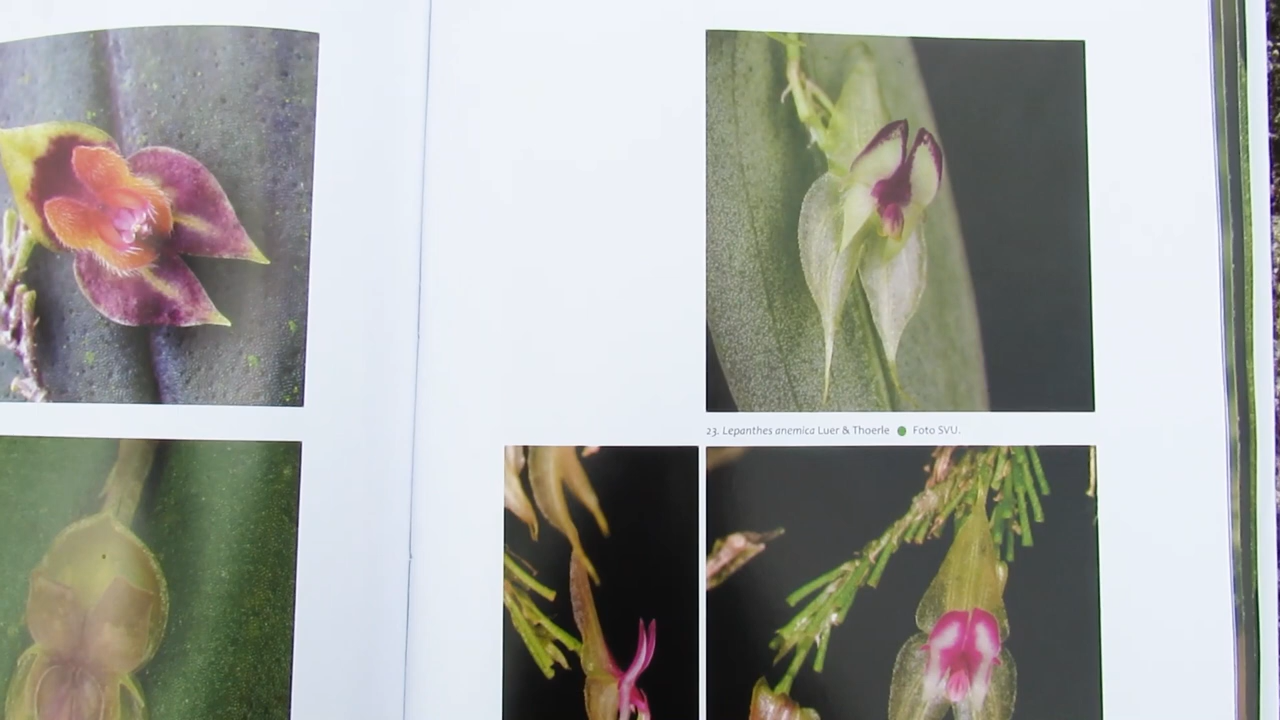 23. Lepanthes anemica Luer & Thoerle ● Foto SVU.